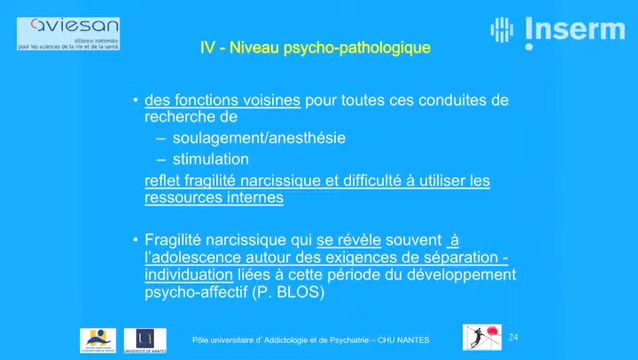 aviesan
alliance nationale
pour les sciences de la vie et de la santé
Inserm
IV - Niveau psycho-pathologique
• des fonctions voisines pour toutes ces conduites de
recherche de
– soulagement/anesthésie
– stimulation
reflet fragilité narcissique et difficulté à utiliser les
ressources internes
• Fragilité narcissique qui se révèle souvent à
l'adolescence autour des exigences de séparation -
individuation liées à cette période du développement
psycho-affectif (P. BLOS)
UNIVERSITÉ DE NANTES
Pôle universitaire d' Addictologie et de Psychiatrie – CHU NANTES
24